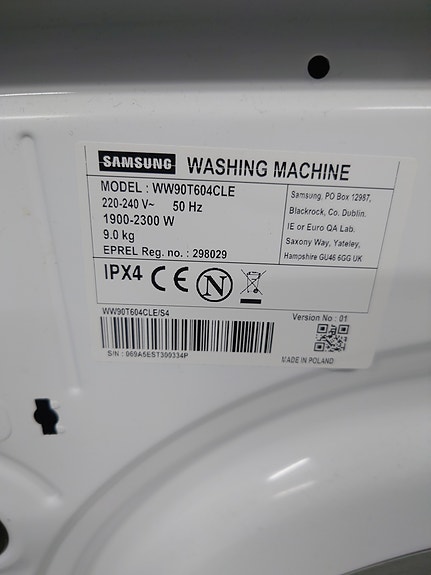 SAMSUNG WASHING MACHINE
MODEL : WW90T604CLE
220-240 V~ 50 Hz
1900-2300 W
9.0 kg
EPREL Reg. no. : 298029
Samsung, PO Box 12987,
Blackrock, Co. Dublin.
IE or Euro QA Lab.
Saxony Way, Yateley,
Hampshire GU46 6GG UK
IPX4 CE N
WW90T604CLE/S4
S/N : 069A5EST300334P
Version No : 01
MADE IN POLAND